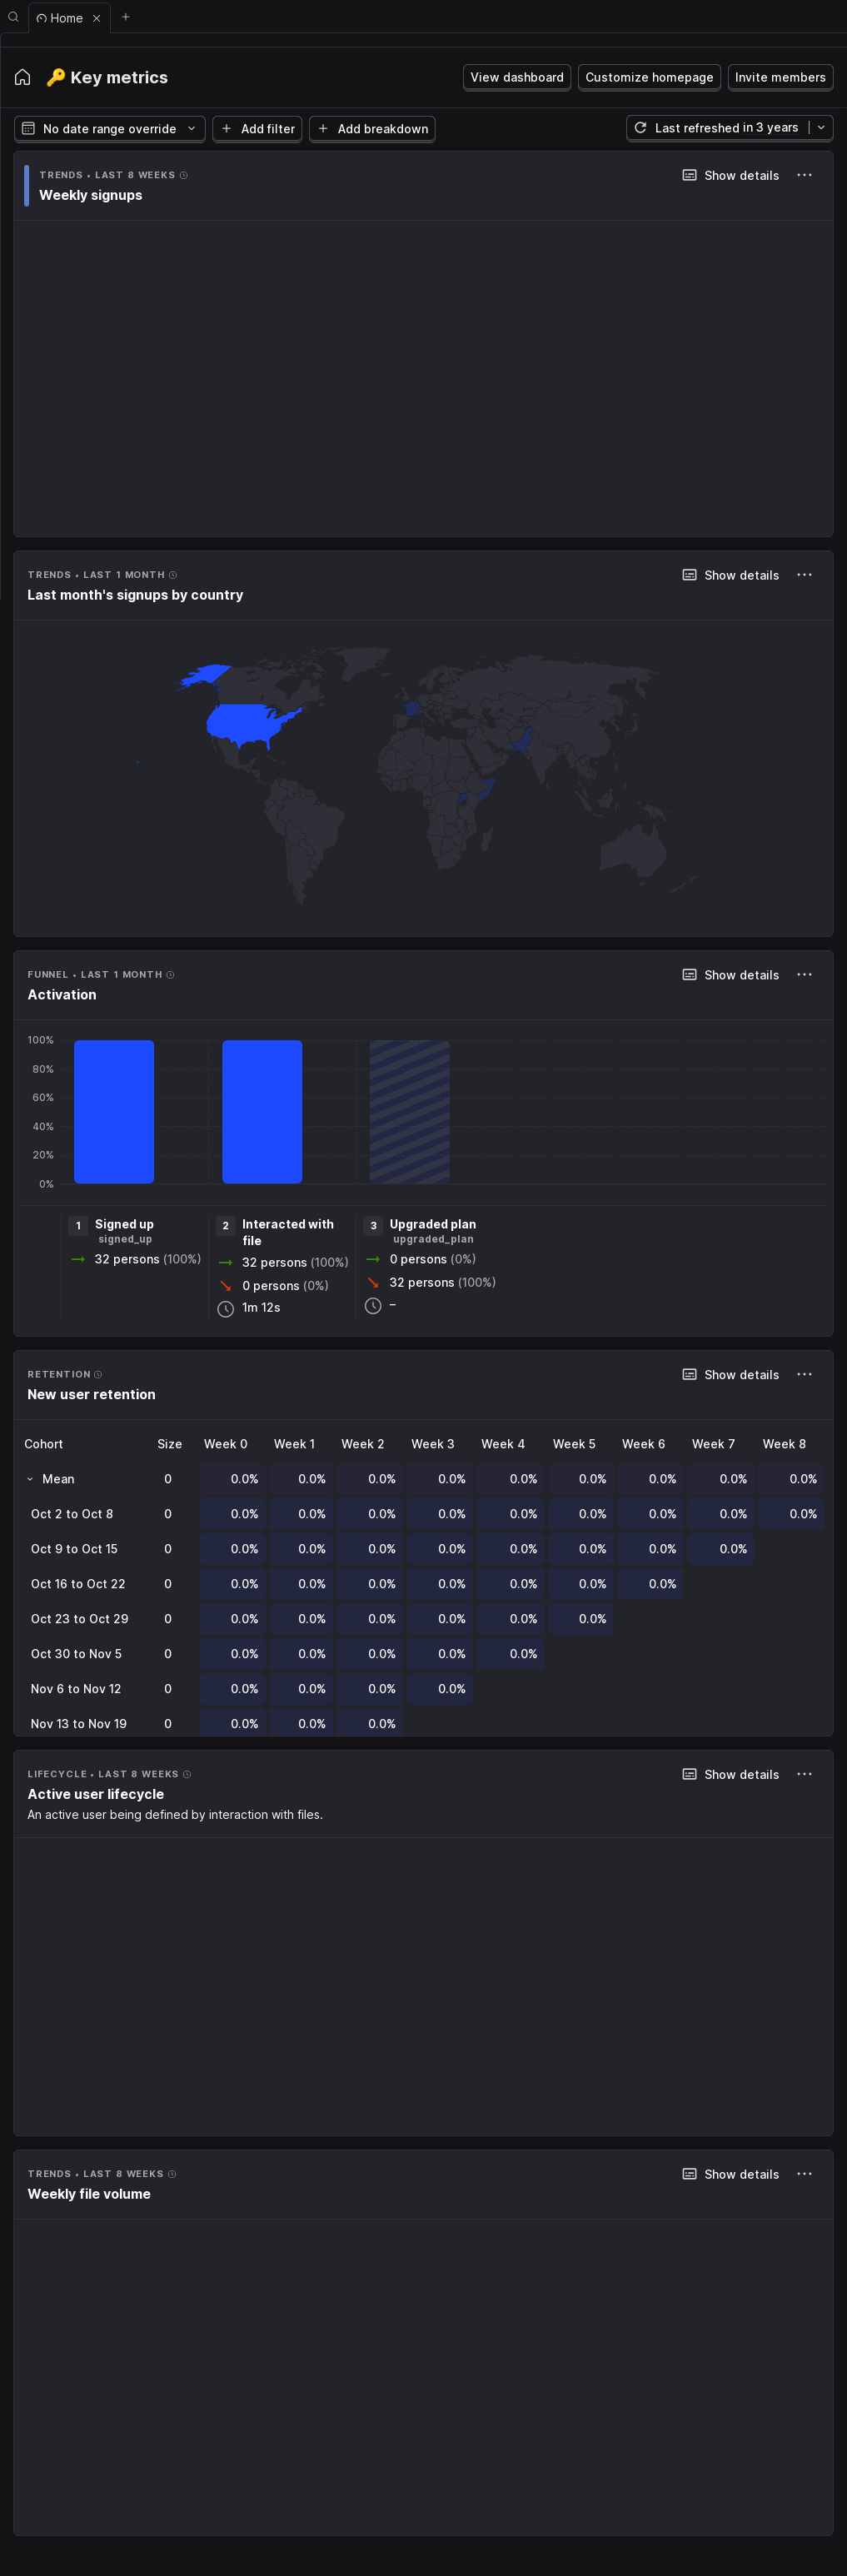 Home
🔑 Key metrics
View dashboard
Customize homepage
Invite members
No date range override
Add filter
Add breakdown
Last refreshed in 3 years
TRENDS • LAST 8 WEEKS
Show details
Weekly signups
TRENDS • LAST 1 MONTH
Show details
Last month's signups by country
FUNNEL • LAST 1 MONTH
Show details
Activation
100%
80%
60%
40%
20%
0%
1 Signed up
signed_up
32 persons (100%)
2 Interacted with
file
32 persons (100%)
0 persons (0%)
1m 12s
3 Upgraded plan
upgraded_plan
0 persons (0%)
32 persons (100%)
–
RETENTION
Show details
New user retention
Cohort Size Week 0 Week 1 Week 2 Week 3 Week 4 Week 5 Week 6 Week 7 Week 8
Mean 0 0.0% 0.0% 0.0% 0.0% 0.0% 0.0% 0.0% 0.0% 0.0%
Oct 2 to Oct 8 0 0.0% 0.0% 0.0% 0.0% 0.0% 0.0% 0.0% 0.0% 0.0%
Oct 9 to Oct 15 0 0.0% 0.0% 0.0% 0.0% 0.0% 0.0% 0.0% 0.0%
Oct 16 to Oct 22 0 0.0% 0.0% 0.0% 0.0% 0.0% 0.0% 0.0%
Oct 23 to Oct 29 0 0.0% 0.0% 0.0% 0.0% 0.0% 0.0%
Oct 30 to Nov 5 0 0.0% 0.0% 0.0% 0.0% 0.0%
Nov 6 to Nov 12 0 0.0% 0.0% 0.0% 0.0%
Nov 13 to Nov 19 0 0.0% 0.0% 0.0%
LIFECYCLE • LAST 8 WEEKS
Show details
Active user lifecycle
An active user being defined by interaction with files.
TRENDS • LAST 8 WEEKS
Show details
Weekly file volume